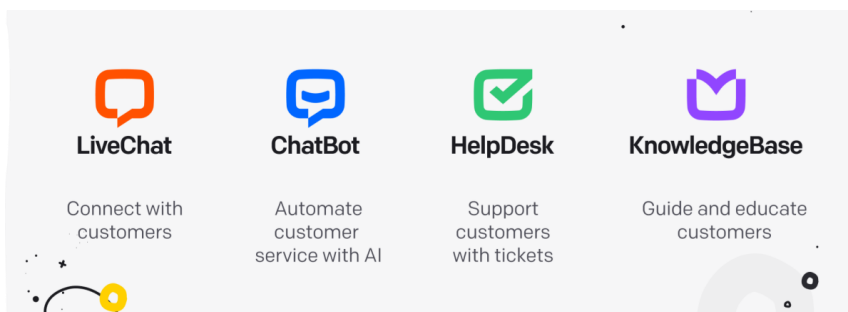 LiveChat
Connect with
customers
ChatBot
Automate
customer
service with AI
HelpDesk
Support
customers
with tickets
KnowledgeBase
Guide and educate
customers